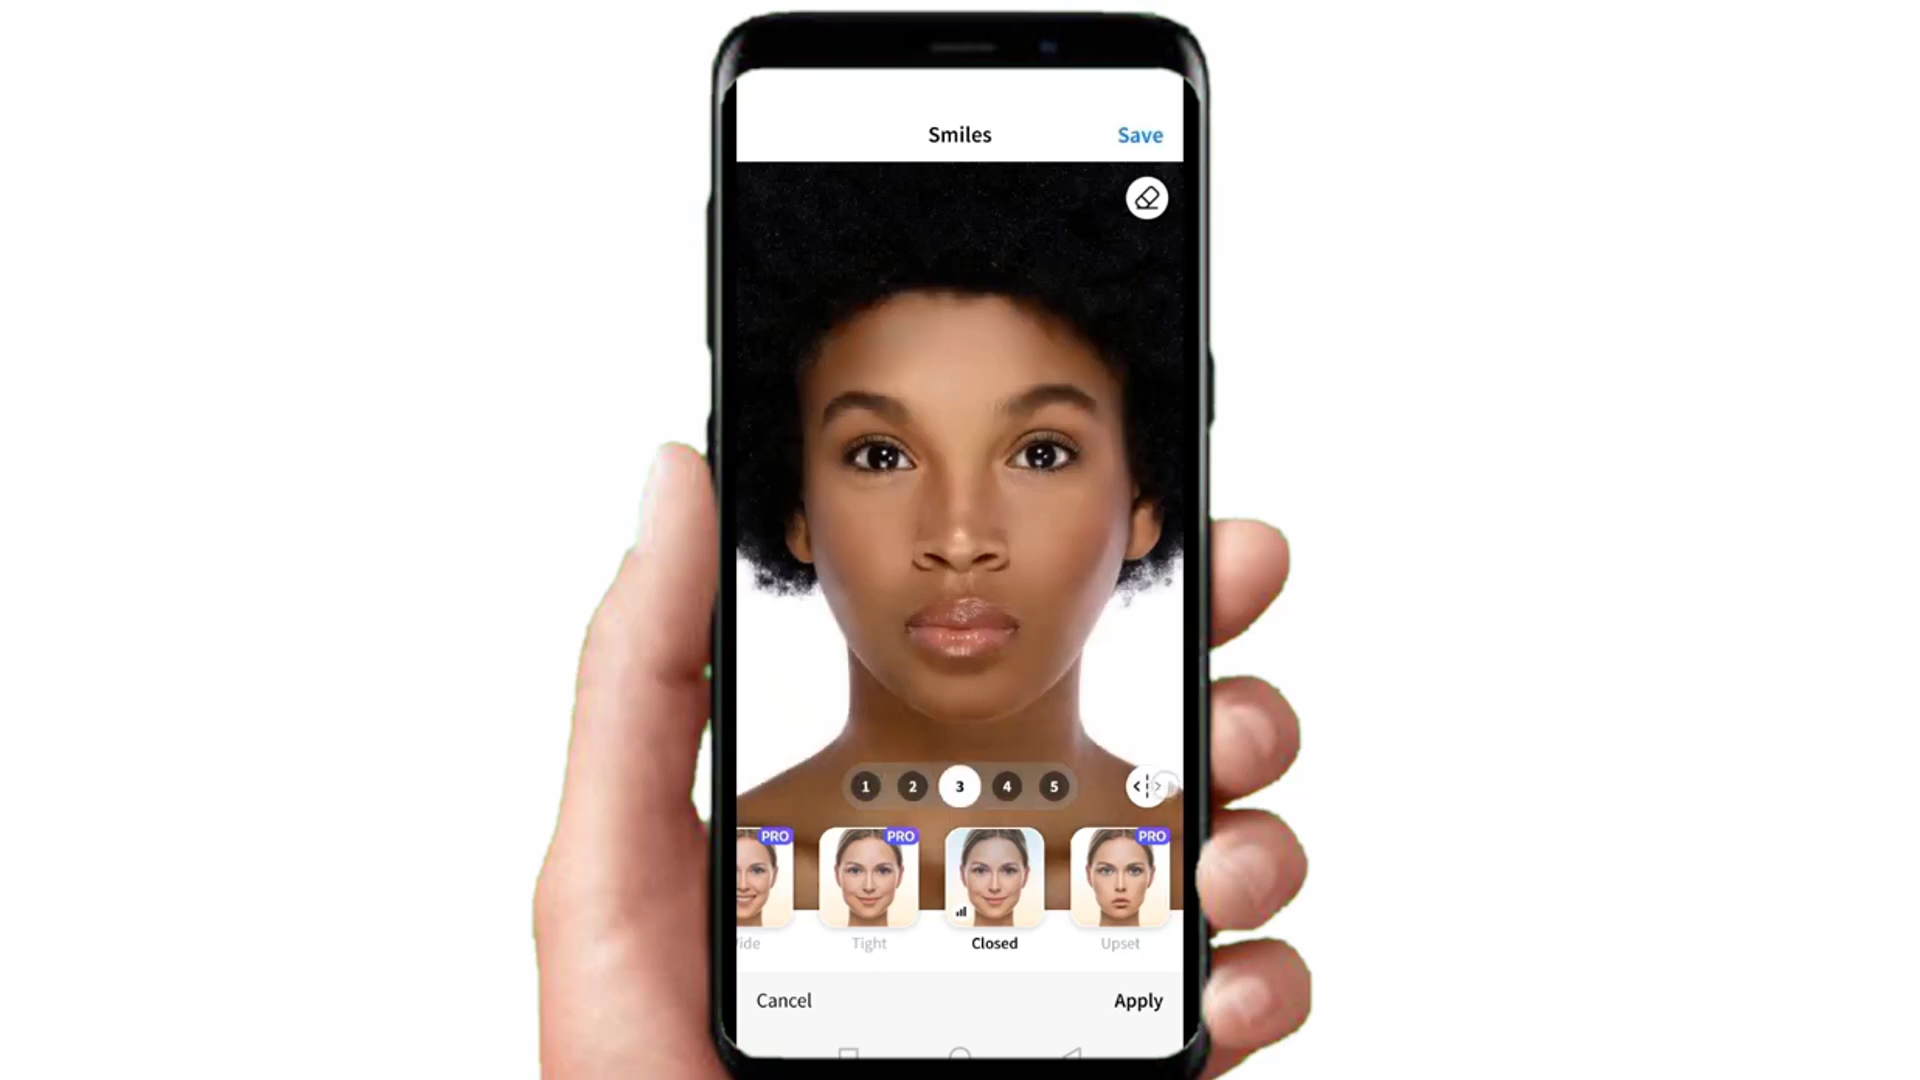 Smiles
Save
1 2 3 4 5
PRO
PRO
PRO
Tight
Closed
Upset
Cancel
Apply